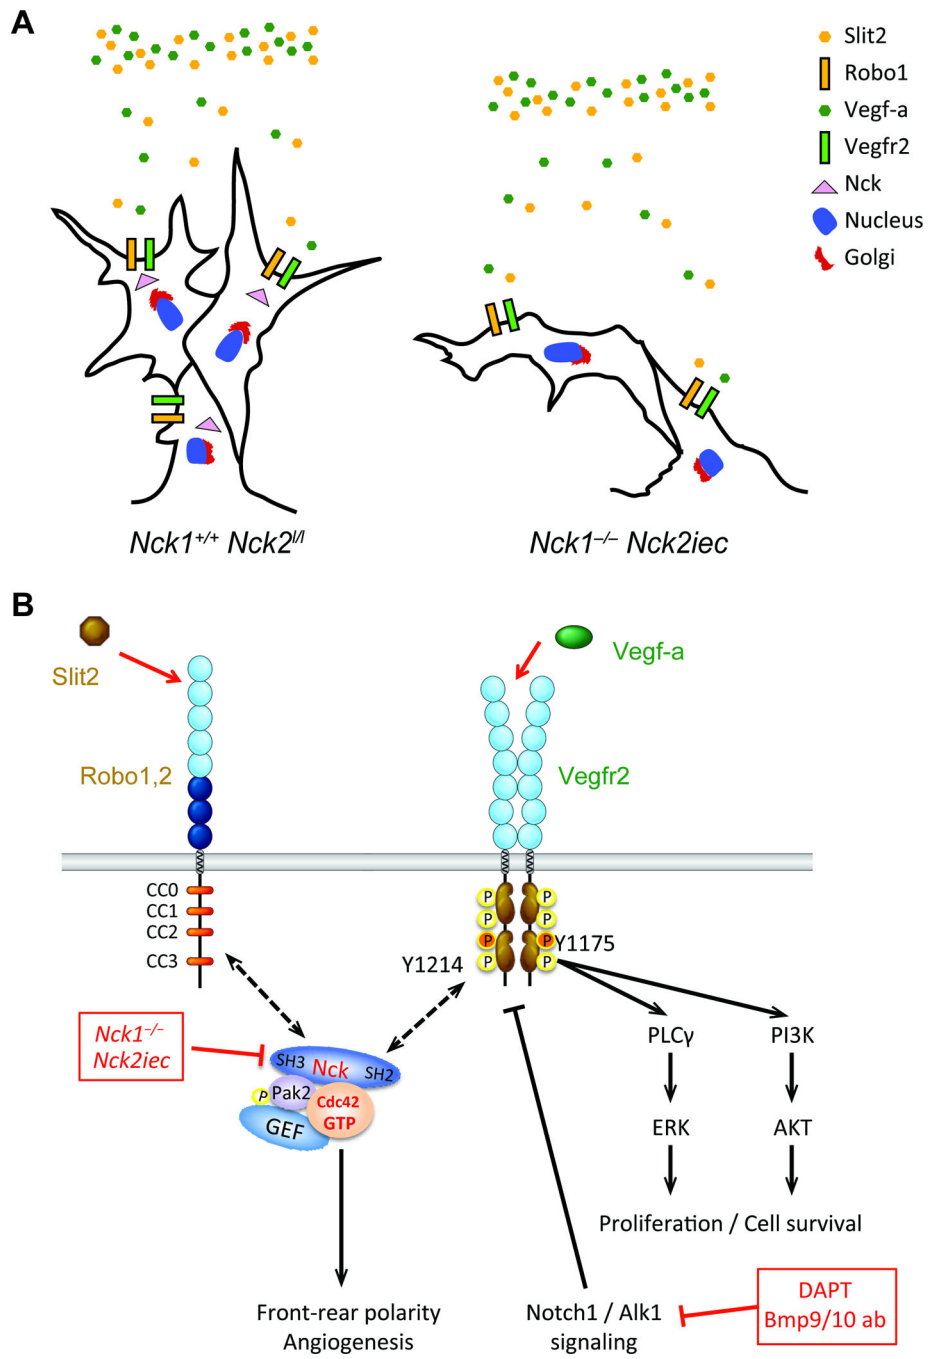 A
Slit2
Robo1
Vegf-a
Vegfr2
Nck
Nucleus
Golgi
Nck1+/+ Nck2l/l
Nck1–/– Nck2iec
B
Slit2
Vegf-a
Robo1,2
Vegfr2
CC0
CC1
CC2
CC3
P
P
P
P
P
P
P
P
Y1175
Y1214
Nck1–/–
Nck2iec
SH3
Nck
SH2
P
Pak2
Cdc42
GTP
GEF
PLCγ
PI3K
ERK
AKT
Proliferation / Cell survival
Front-rear polarity
Angiogenesis
Notch1 / Alk1
signaling
DAPT
Bmp9/10 ab